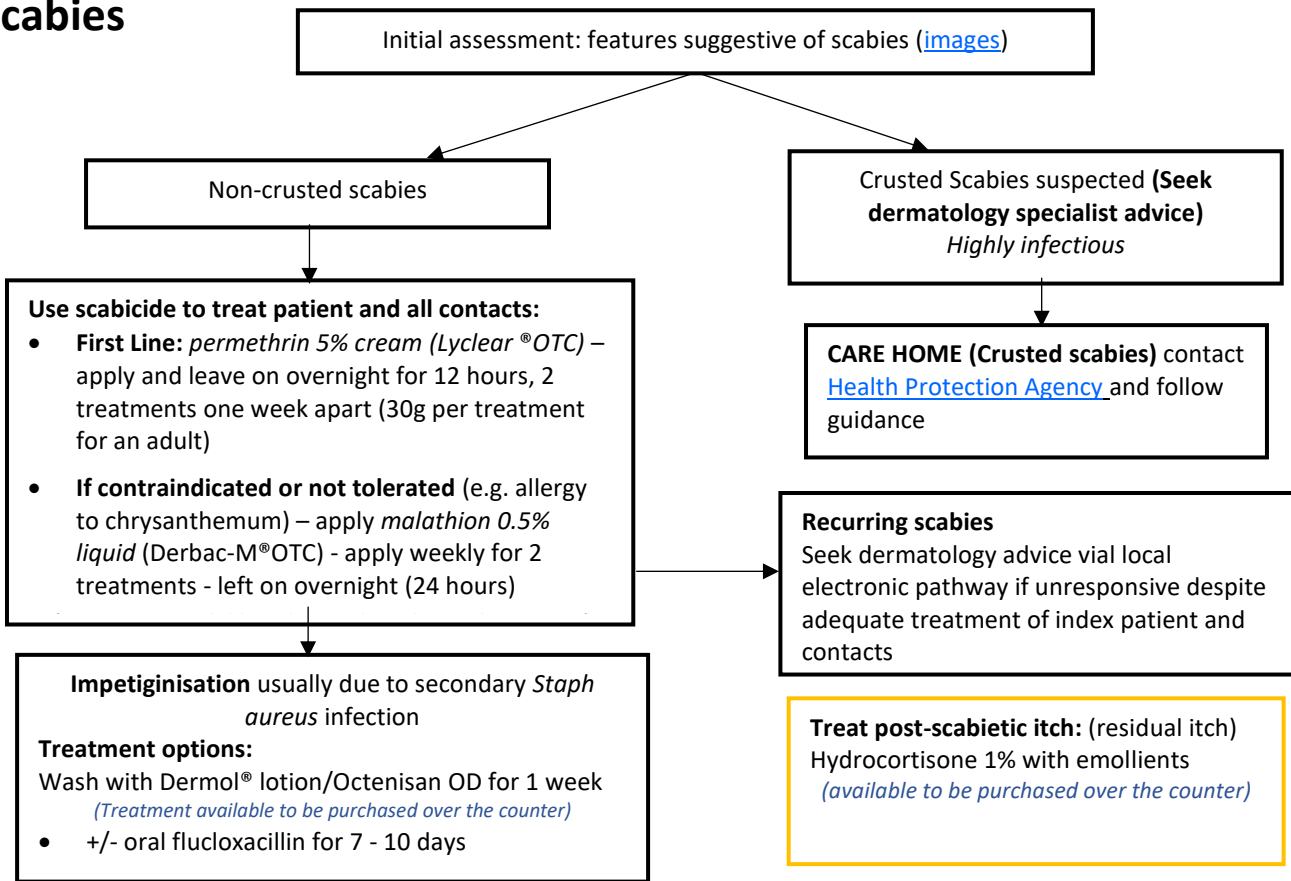 cabies
Initial assessment: features suggestive of scabies (images)
Non-crusted scabies
Crusted Scabies suspected (Seek
dermatology specialist advice)
Highly infectious
Use scabicide to treat patient and all contacts:
• First Line: permethrin 5% cream (Lyclear ®OTC) –
apply and leave on overnight for 12 hours, 2
treatments one week apart (30g per treatment
for an adult)
• If contraindicated or not tolerated (e.g. allergy
to chrysanthemum) – apply malathion 0.5%
liquid (Derbac-M®OTC) - apply weekly for 2
treatments - left on overnight (24 hours)
CARE HOME (Crusted scabies) contact
Health Protection Agency and follow
guidance
Recurring scabies
Seek dermatology advice vial local
electronic pathway if unresponsive despite
adequate treatment of index patient and
contacts
Impetiginisation usually due to secondary Staph
aureus infection
Treatment options:
Wash with Dermol® lotion/Octenisan OD for 1 week
(Treatment available to be purchased over the counter)
• +/- oral flucloxacillin for 7 - 10 days
Treat post-scabietic itch: (residual itch)
Hydrocortisone 1% with emollients
(available to be purchased over the counter)